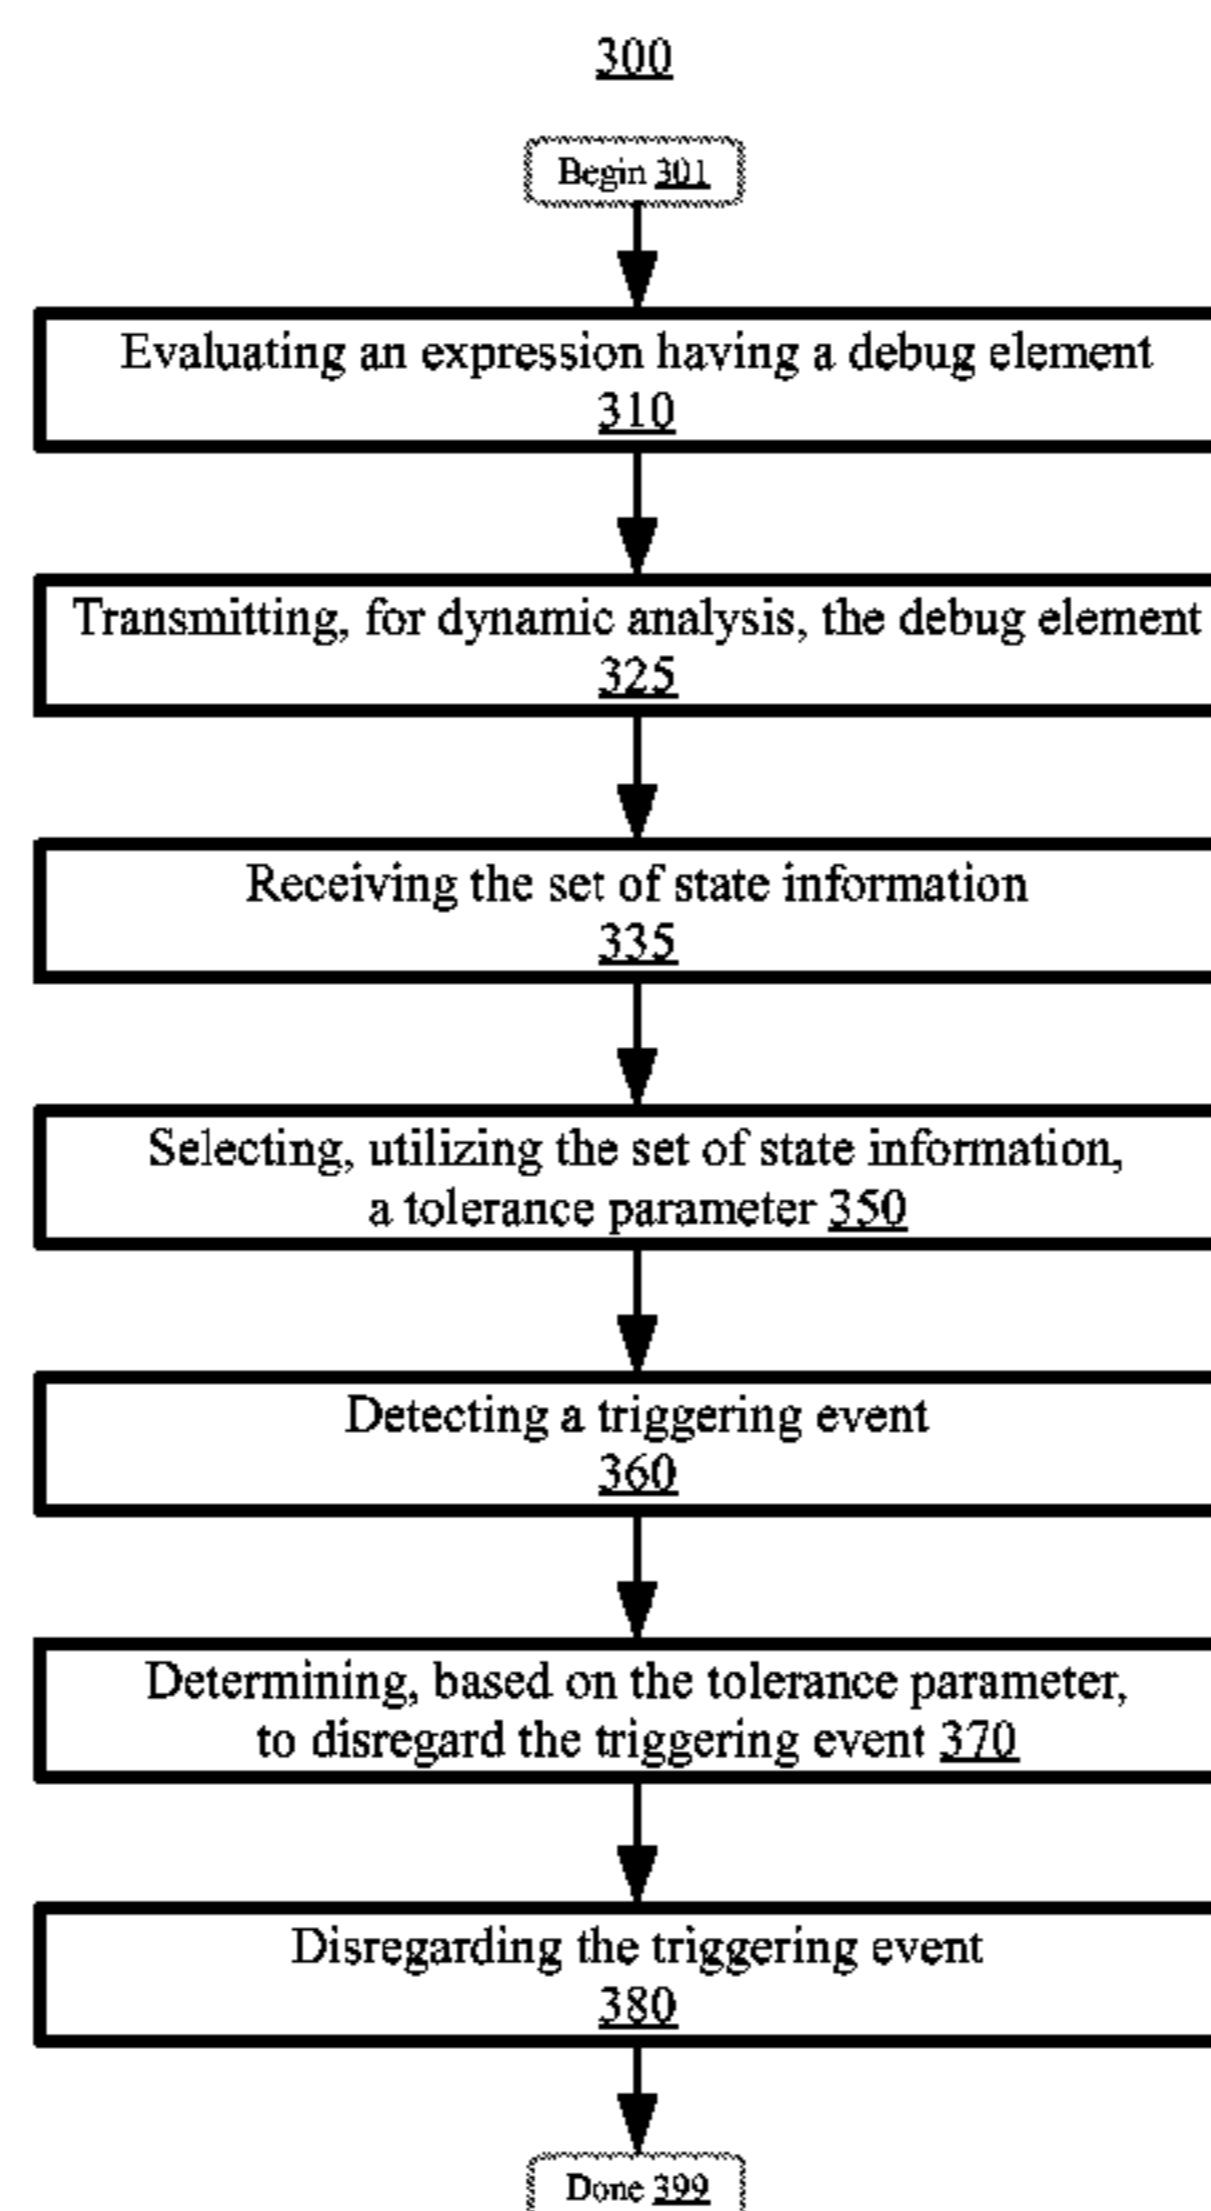 300
Begin 301
Evaluating an expression having a debug element
310
Transmitting, for dynamic analysis, the debug element
325
Receiving the set of state information
335
Selecting, utilizing the set of state information,
a tolerance parameter 350
Detecting a triggering event
360
Determining, based on the tolerance parameter,
to disregard the triggering event 370
Disregarding the triggering event
380
Done 399